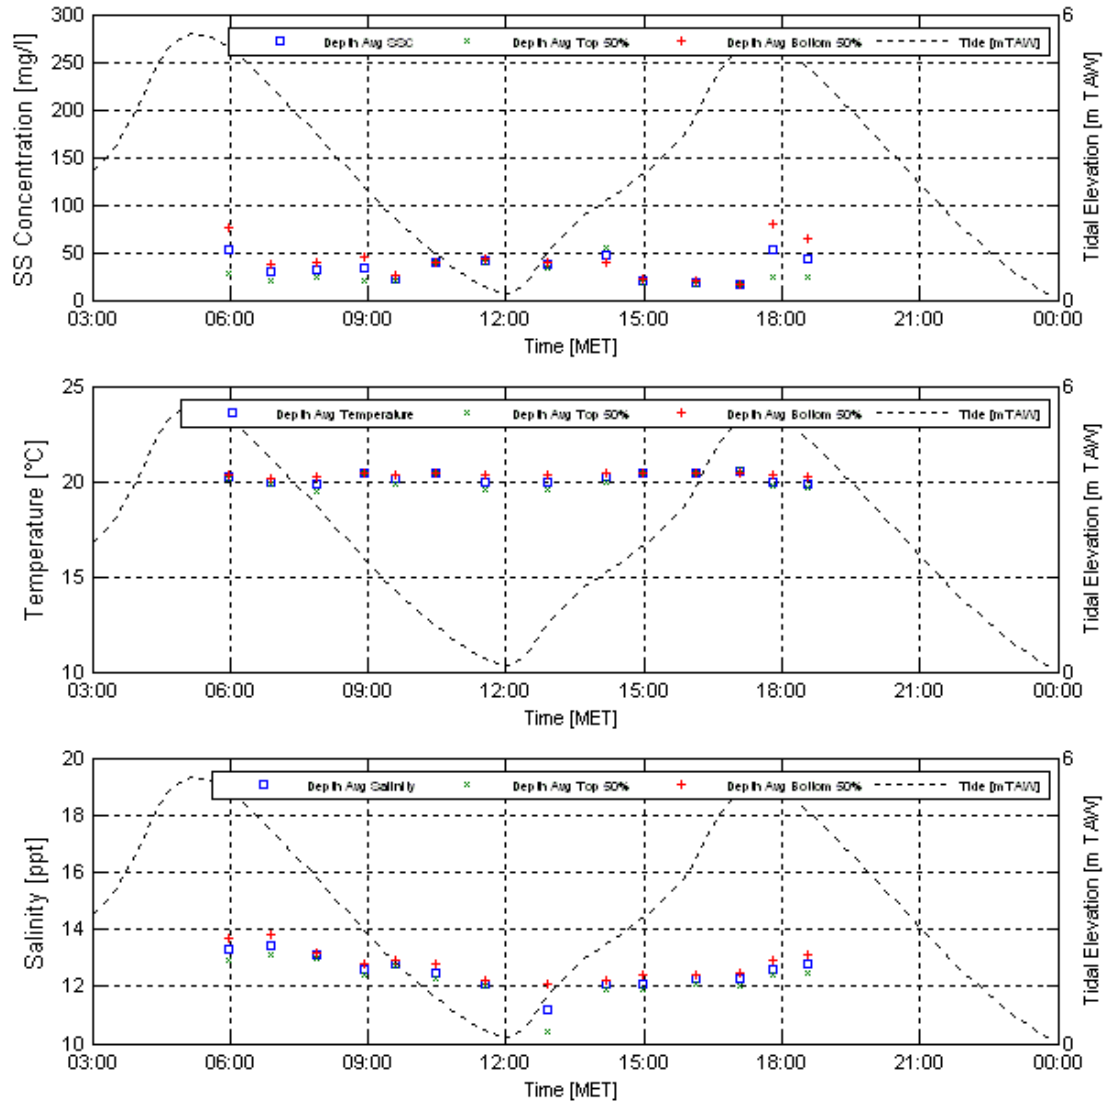 300
250
200
150
100
50
0
SS Concentration [mg/l]
Depth Avg SSC Depth Avg Top 50% Depth Avg Bottom 50% Tide [mTAW]
6
0
Tidal Elevation [m TAW]
03:00 06:00 09:00 12:00 15:00 18:00 21:00 00:00
Time [MET]
25
20
15
10
Temperature [°C]
Depth Avg Temperature Depth Avg Top 50% Depth Avg Bottom 50% Tide [mTAW]
6
0
Tidal Elevation [m TAW]
03:00 06:00 09:00 12:00 15:00 18:00 21:00 00:00
Time [MET]
20
18
16
14
12
10
Salinity [ppt]
Depth Avg Salinity Depth Avg Top 50% Depth Avg Bottom 50% Tide [mTAW]
6
0
Tidal Elevation [m TAW]
03:00 06:00 09:00 12:00 15:00 18:00 21:00 00:00
Time [MET]